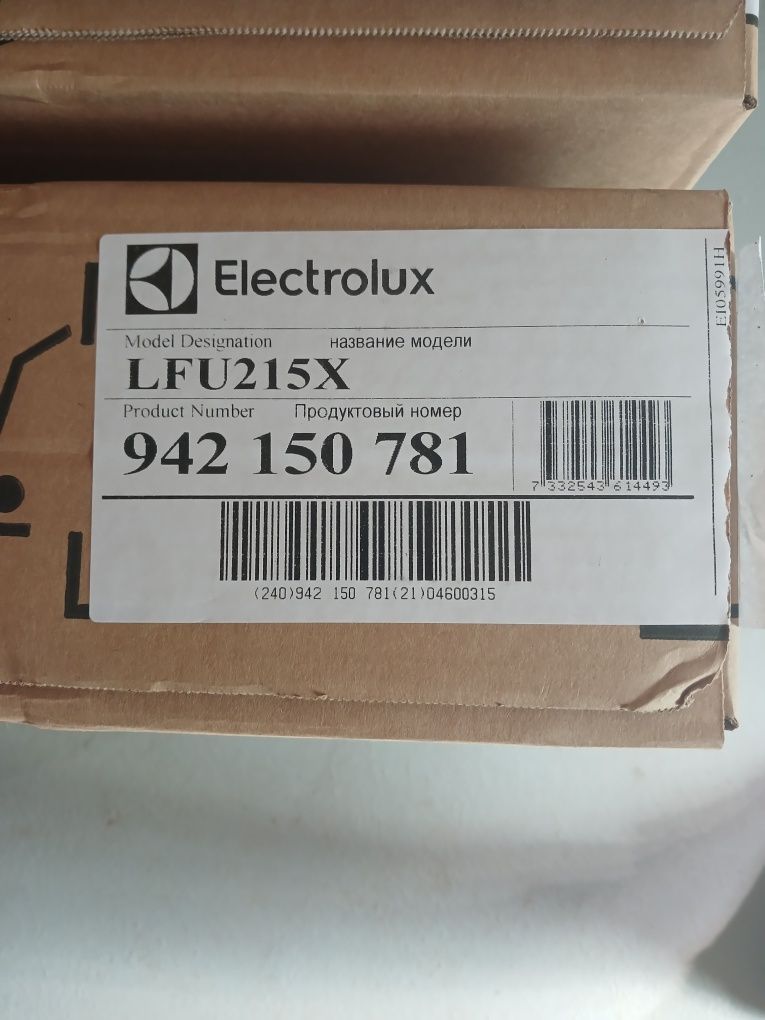 Electrolux
Model Designation название модели
LFU215X
Product Number Продуктовый номер
942 150 781
7 332543 614493
(240)942 150 781(21)04600315
EI05991H